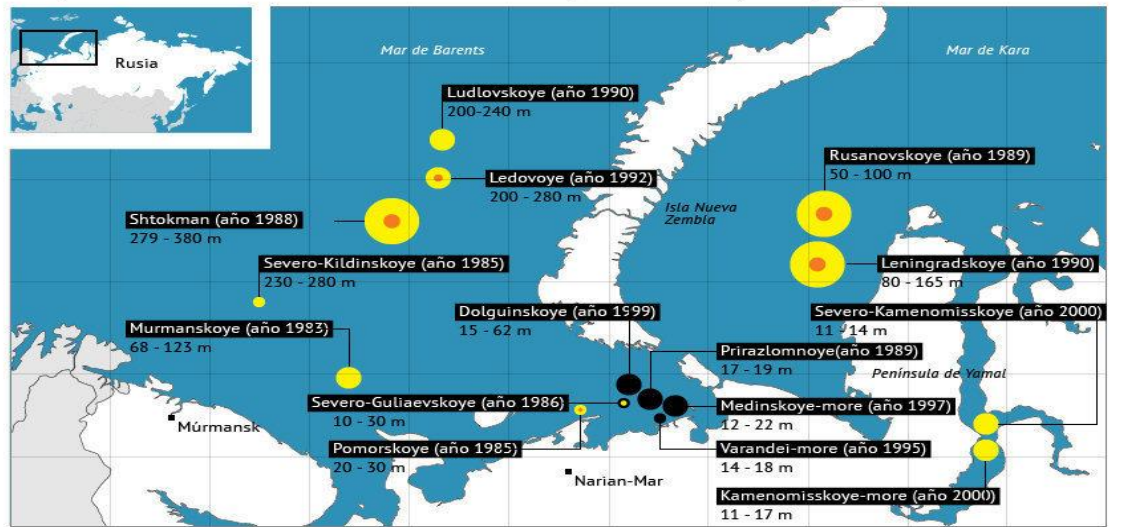 Rusia
Mar de Barents
Mar de Kara
Ludlovskoye (año 1990)
200-240 m
Ledovoye (año 1992)
200 - 280 m
Rusanovskoye (año 1989)
50 - 100 m
Isla Nueva
Zembla
Shtokman (año 1988)
279 - 380 m
Severo-Kildinskoye (año 1985)
230 - 280 m
Leningradskoye (año 1990)
80 - 165 m
Dolguinskoye (año 1999)
15 - 62 m
Severo-Kamenomisskoye (año 2000)
11 - 14 m
Murmanskoye (año 1983)
68 - 123 m
Prirazlomnoye(año 1989)
17 - 19 m
Península de Yamal
Severo-Guliaevskoye (año 1986)
10 - 30 m
Medinskoye-more (año 1997)
12 - 22 m
Múrmansk
Pomorskoye (año 1985)
20 - 30 m
Varandei-more (año 1995)
14 - 18 m
Narian-Mar
Kamenomisskoye-more (año 2000)
11 - 17 m